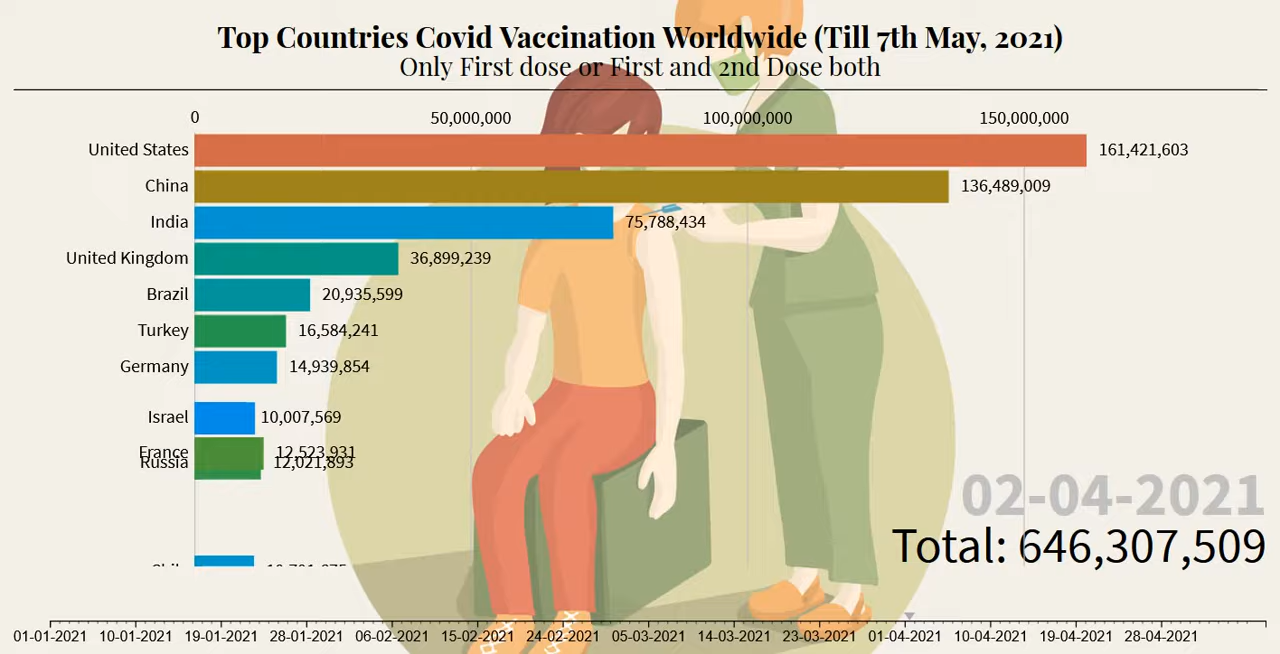 Top Countries Covid Vaccination Worldwide (Till 7th May, 2021)
Only First dose or First and 2nd Dose both
0 50,000,000 100,000,000 150,000,000
United States 161,421,603
China 136,489,009
India 75,788,434
United Kingdom 36,899,239
Brazil 20,935,599
Turkey 16,584,241
Germany 14,939,854
Israel 10,007,569
France 12,523,931
Russia 12,021,893
02-04-2021
Total: 646,307,509
01-01-2021 10-01-2021 19-01-2021 28-01-2021 06-02-2021 15-02-2021 24-02-2021 5-03-2021 14-03-2021 23-03-2021 01-04-2021 10-04-2021 19-04-2021 28-04-2021